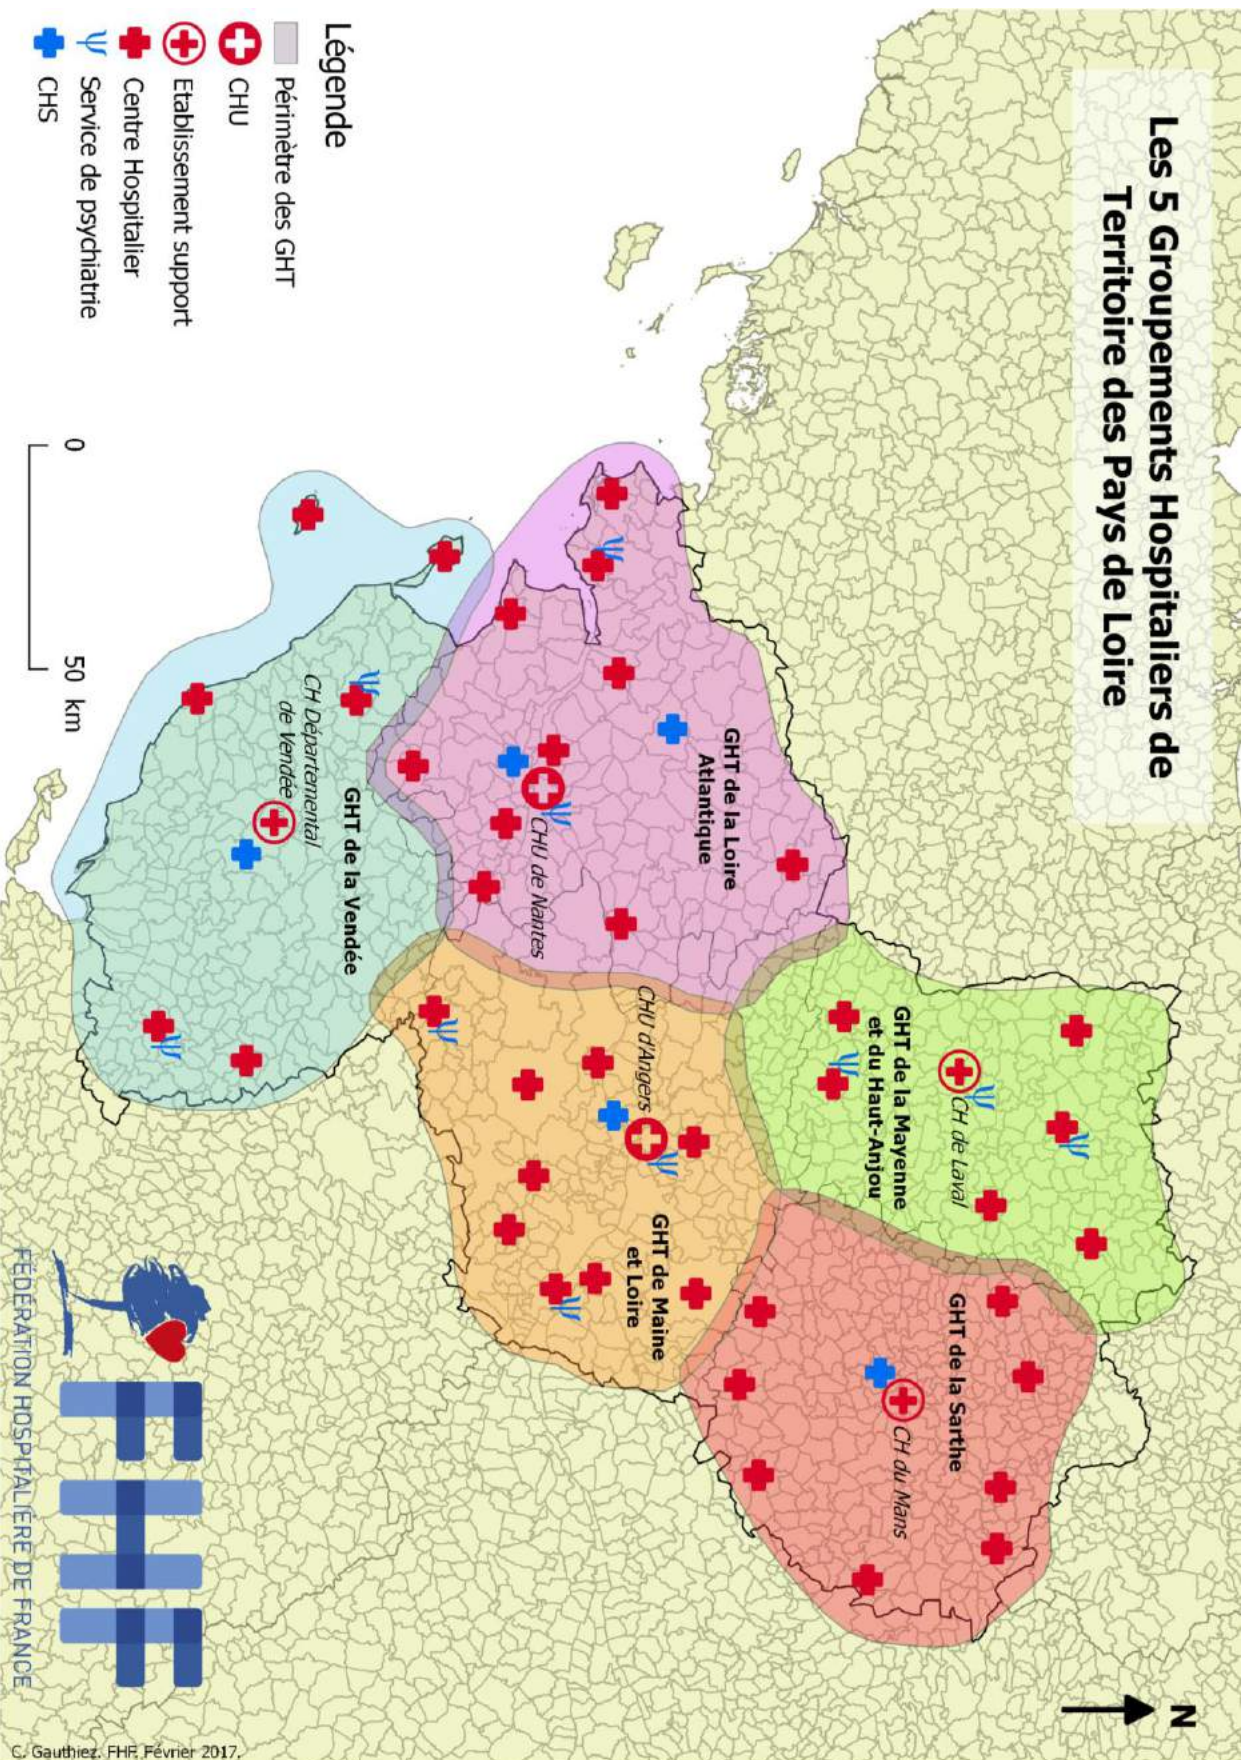 Les 5 Groupements Hospitaliers de
Territoire des Pays de Loire
N
GHT de la Mayenne
et du Haut-Anjou
CH de Laval
GHT de la Sarthe
CH du Mans
GHT de la Loire
Atlantique
CHU de Nantes
CHU d'Angers
GHT de Maine
et Loire
GHT de la Vendée
CH Départemental
de Vendée
Légende
Périmètre des GHT
CHU
Etablissement support
Centre Hospitalier
Service de psychiatrie
CHS
0 50 km
FHF
FÉDÉRATION HOSPITALIÈRE DE FRANCE
C. Gauthiez. FHF. Février 2017.